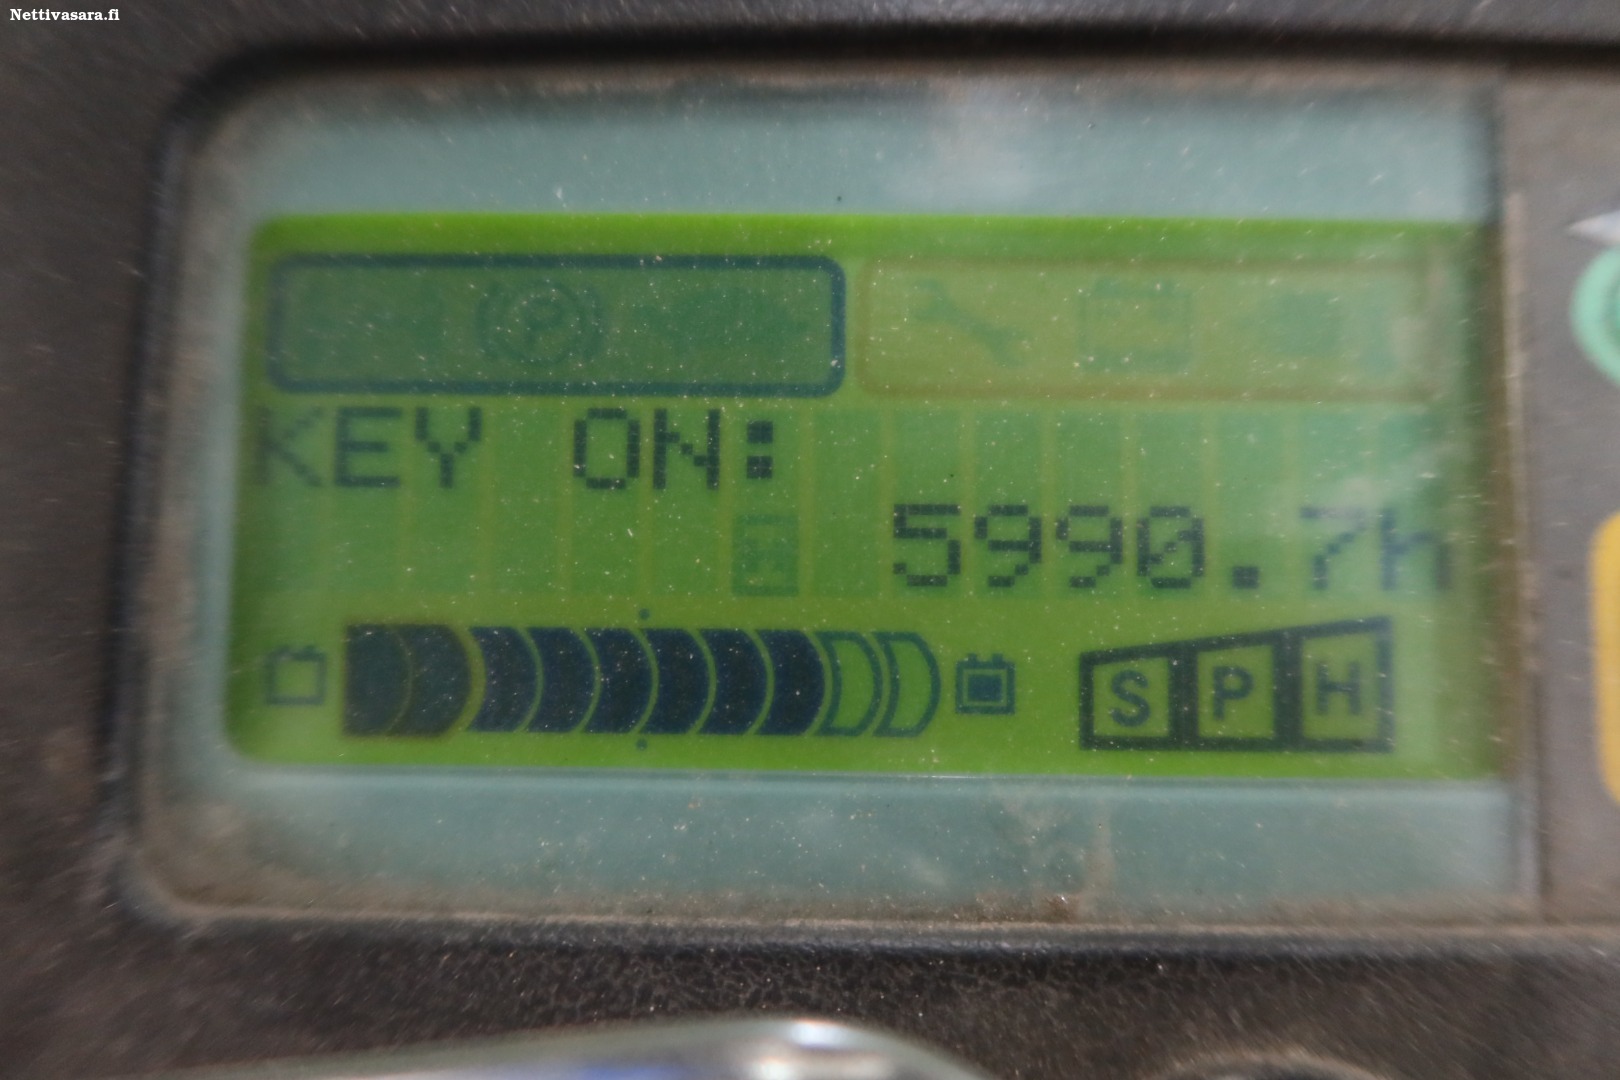 Nettivasara.fi
P
KEY ON:
5990.7h
S P H